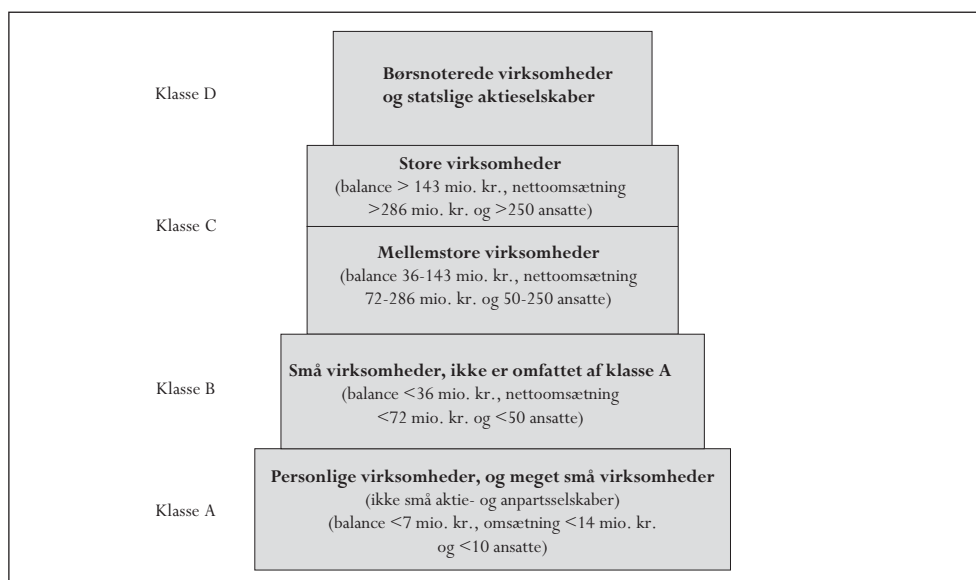 Klasse D
Børsnoterede virksomheder
og statslige aktieselskaber
Klasse C
Store virksomheder
(balance > 143 mio. kr., nettoomsætning
>286 mio. kr. og >250 ansatte)
Mellemstore virksomheder
(balance 36-143 mio. kr., nettoomsætning
72-286 mio. kr. og 50-250 ansatte)
Klasse B
Små virksomheder, ikke er omfattet af klasse A
(balance <36 mio. kr., nettoomsætning
<72 mio. kr. og <50 ansatte)
Klasse A
Personlige virksomheder, og meget små virksomheder
(ikke små aktie- og anpartsselskaber)
(balance <7 mio. kr., omsætning <14 mio. kr.
og <10 ansatte)